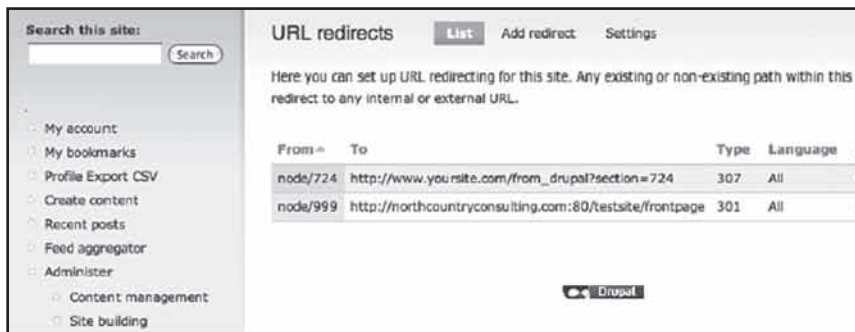 Search this site:
Search
My account
My bookmarks
Profile Export CSV
Create content
Recent posts
Feed aggregator
Administer
Content management
Site building
URL redirects
List
Add redirect
Settings
Here you can set up URL redirecting for this site. Any existing or non-existing path within this
redirect to any internal or external URL.
From To Type Language
node/724 http://www.yoursite.com/from_drupal?section=724 307 All
node/999 http://northcountryconsulting.com:80/testsite/frontpage 301 All
Drupal